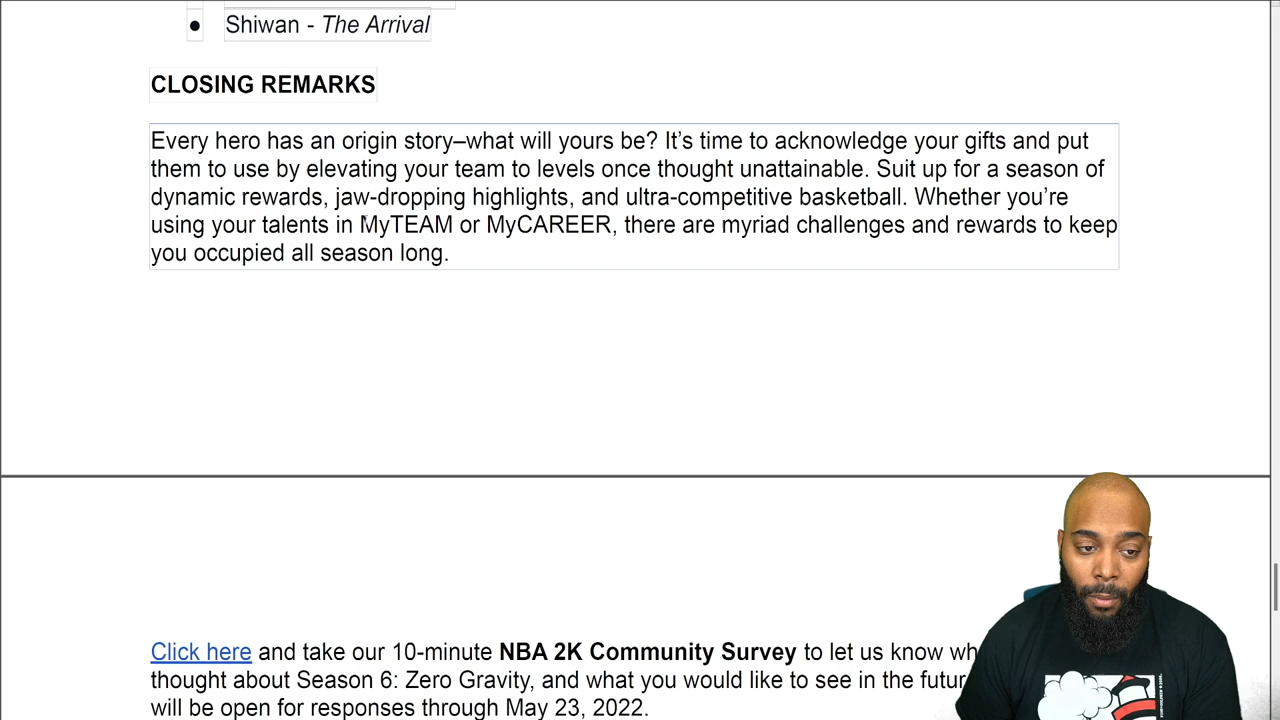 ● Shiwan - The Arrival
CLOSING REMARKS
Every hero has an origin story–what will yours be? It’s time to acknowledge your gifts and put
them to use by elevating your team to levels once thought unattainable. Suit up for a season of
dynamic rewards, jaw-dropping highlights, and ultra-competitive basketball. Whether you’re
using your talents in MyTEAM or MyCAREER, there are myriad challenges and rewards to keep
you occupied all season long.
Click here and take our 10-minute NBA 2K Community Survey to let us know wh
thought about Season 6: Zero Gravity, and what you would like to see in the futur
will be open for responses through May 23, 2022.